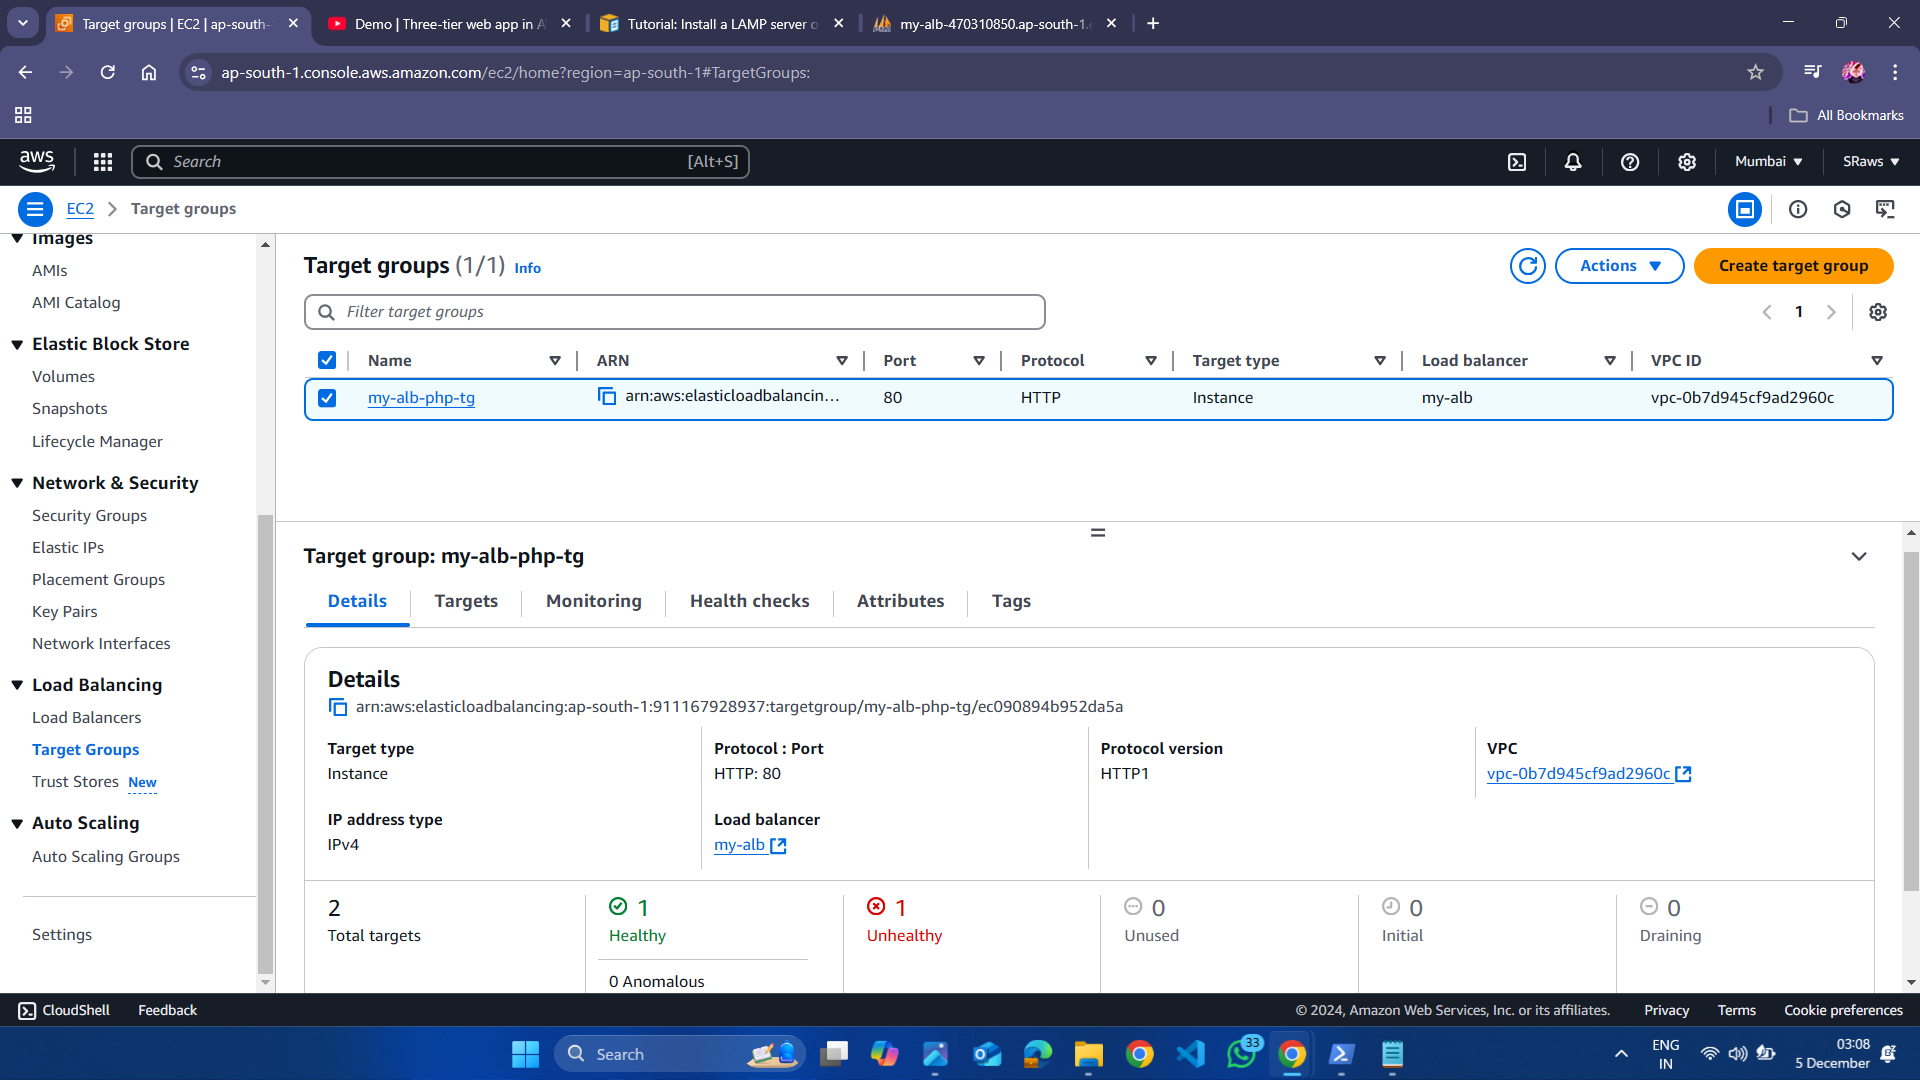 Target groups | EC2 | ap-south-
Demo | Three-tier web app in A
Tutorial: Install a LAMP server o
my-alb-470310850.ap-south-1.
ap-south-1.console.aws.amazon.com/ec2/home?region=ap-south-1#TargetGroups:
All Bookmarks
aws
Search
[Alt+S]
Mumbai
SRaws
EC2
Target groups
Images
AMIs
AMI Catalog
Elastic Block Store
Volumes
Snapshots
Lifecycle Manager
Network & Security
Security Groups
Elastic IPs
Placement Groups
Key Pairs
Network Interfaces
Load Balancing
Load Balancers
Target Groups
Trust Stores New
Auto Scaling
Auto Scaling Groups
Settings
Target groups (1/1) Info
Actions
Create target group
Filter target groups
1
Name ARN Port Protocol Target type Load balancer VPC ID
my-alb-php-tg arn:aws:elasticloadbalancin... 80 HTTP Instance my-alb vpc-0b7d945cf9ad2960c
Target group: my-alb-php-tg
Details Targets Monitoring Health checks Attributes Tags
Details
arn:aws:elasticloadbalancing:ap-south-1:911167928937:targetgroup/my-alb-php-tg/ec090894b952da5a
Target type
Instance
Protocol : Port
HTTP: 80
Protocol version
HTTP1
VPC
vpc-0b7d945cf9ad2960c
IP address type
IPv4
Load balancer
my-alb
2
Total targets
1
Healthy
0 Anomalous
1
Unhealthy
0
Unused
0
Initial
0
Draining
CloudShell
Feedback
© 2024, Amazon Web Services, Inc. or its affiliates.
Privacy
Terms
Cookie preferences
Search
33
ENG
IN
03:08
5 December